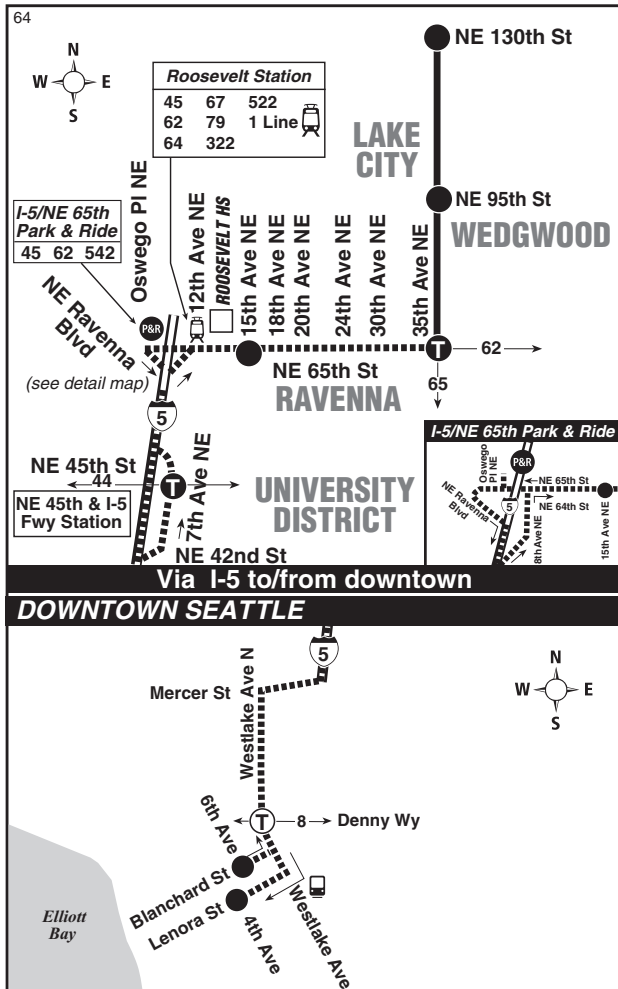 64
N
W E
S
Roosevelt Station
45 67 522
62 79 1 Line
64 322
I-5/NE 65th
Park & Ride
45 62 542
Oswego Pl NE
12th Ave NE
ROOSEVELT HS
15th Ave NE
18th Ave NE
20th Ave NE
24th Ave NE
30th Ave NE
35th Ave NE
NE 130th St
LAKE
CITY
NE 95th St
WEDGWOOD
P&R
NE Ravenna
Blvd
(see detail map)
T
62
65
NE 65th St
RAVENNA
5
NE 45th St
44
T
NE 45th & I-5
Fwy Station
7th Ave NE
UNIVERSITY
DISTRICT
NE 42nd St
I-5/NE 65th Park & Ride
Oswego
Pl NE
P&R
NE 65th St
NE Ravenna
Blvd
5
NE 64th St
8th Ave NE
15th Ave NE
Via I-5 to/from downtown
DOWNTOWN SEATTLE
5
N
W E
S
Mercer St
Westlake Ave N
T
8
Denny Wy
6th Ave
Blanchard St
Lenora St
4th Ave
Westlake Ave
Elliott
Bay